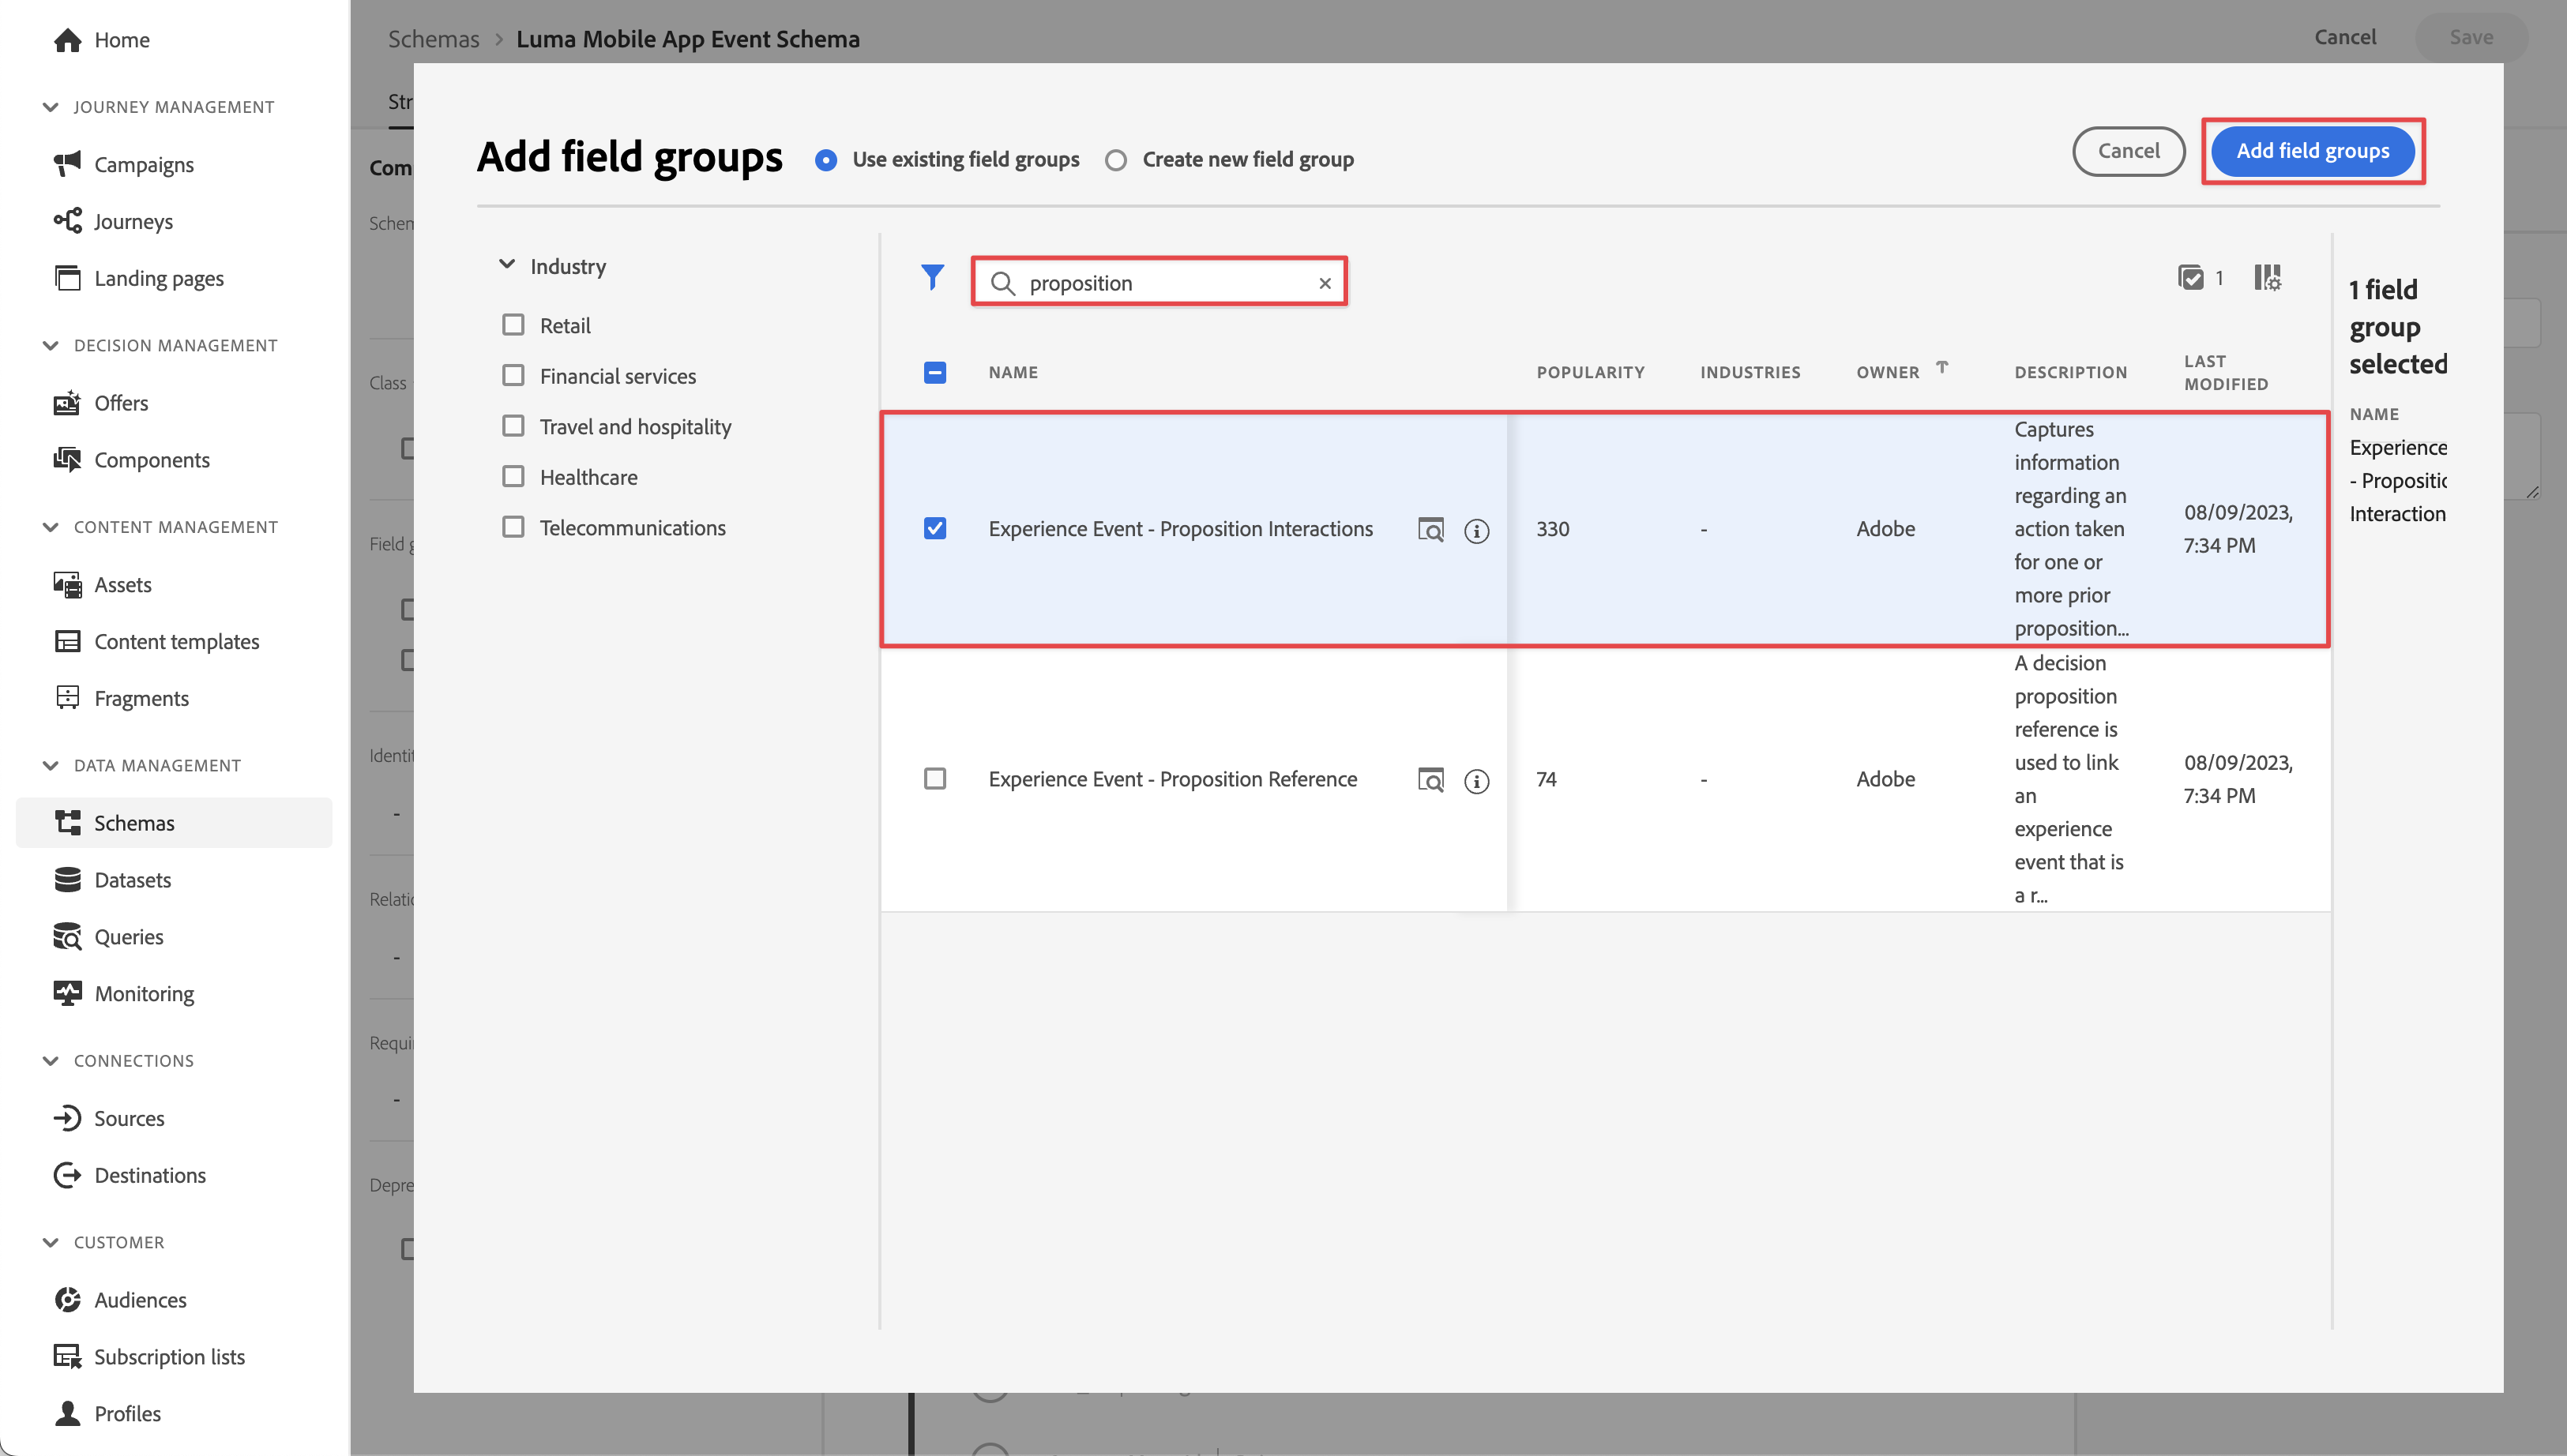 Home
JOURNEY MANAGEMENT
Campaigns
Journeys
Landing pages
DECISION MANAGEMENT
Offers
Components
CONTENT MANAGEMENT
Assets
Content templates
Fragments
DATA MANAGEMENT
Schemas
Datasets
Queries
Monitoring
CONNECTIONS
Sources
Destinations
CUSTOMER
Audiences
Subscription lists
Profiles
Schemas > Luma Mobile App Event Schema
Cancel
Save
Str
Com
Schem
Class
Field g
Identit
-
Relatio
-
Requi
-
Depre
Add field groups
Use existing field groups
Create new field group
Cancel
Add field groups
Industry
Retail
Financial services
Travel and hospitality
Healthcare
Telecommunications
proposition
1
NAME
POPULARITY
INDUSTRIES
OWNER
DESCRIPTION
LAST
MODIFIED
Experience Event - Proposition Interactions
330
-
Adobe
Captures
information
regarding an
action taken
for one or
more prior
proposition...
08/09/2023,
7:34 PM
Experience Event - Proposition Reference
74
-
Adobe
A decision
proposition
reference is
used to link
an
experience
event that is
a r...
08/09/2023,
7:34 PM
1 field
group
selected
NAME
Experience
- Propositic
Interaction